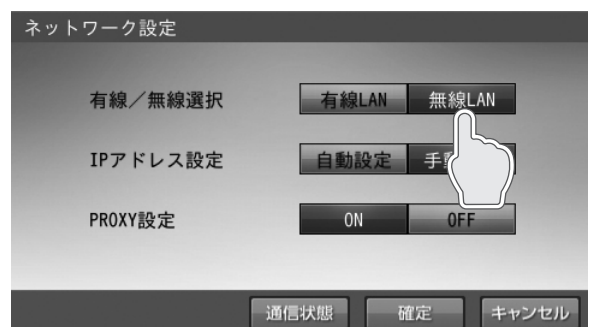 ネットワーク設定
有線／無線選択 有線LAN 無線LAN
IPアドレス設定 自動設定 手
PROXY設定 ON OFF
通信状態 確定 キャンセル